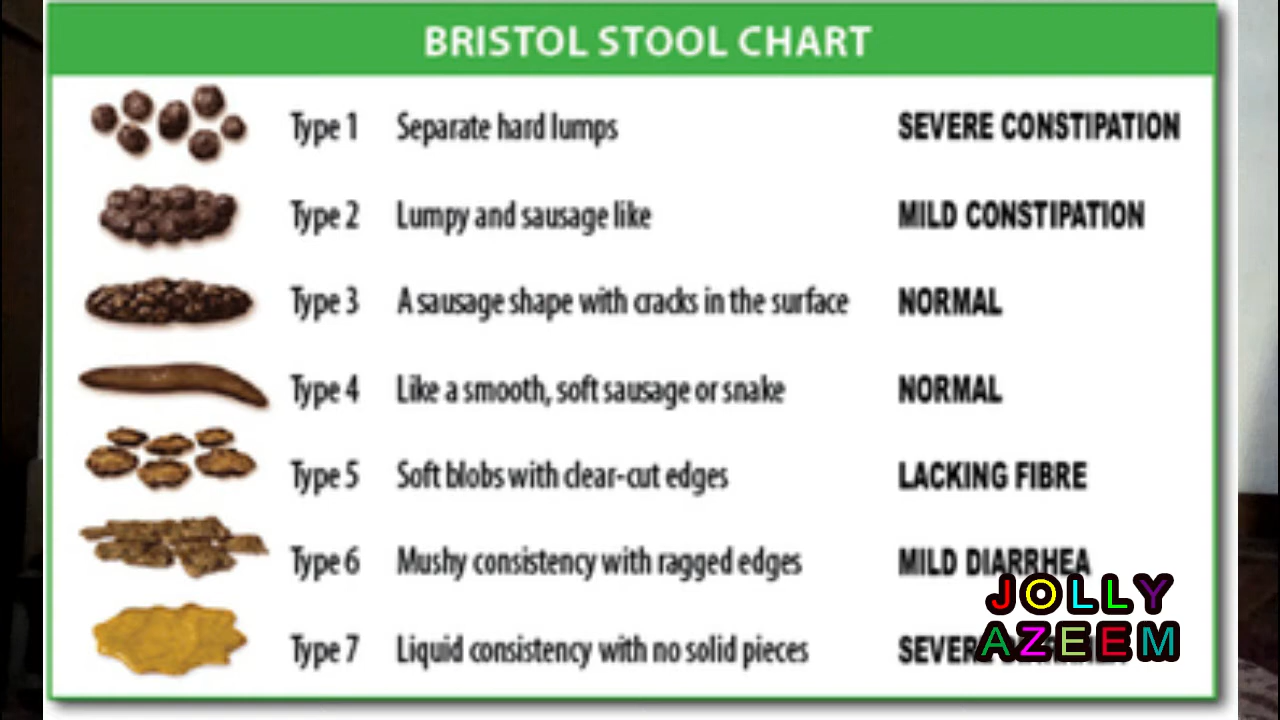 BRISTOL STOOL CHART
Type 1 Separate hard lumps SEVERE CONSTIPATION
Type 2 Lumpy and sausage like MILD CONSTIPATION
Type 3 A sausage shape with cracks in the surface NORMAL
Type 4 Like a smooth, soft sausage or snake NORMAL
Type 5 Soft blobs with clear-cut edges LACKING FIBRE
Type 6 Mushy consistency with ragged edges MILD DIARRHEA
Type 7 Liquid consistency with no solid pieces SEVERE
JOLLY
AZEEM